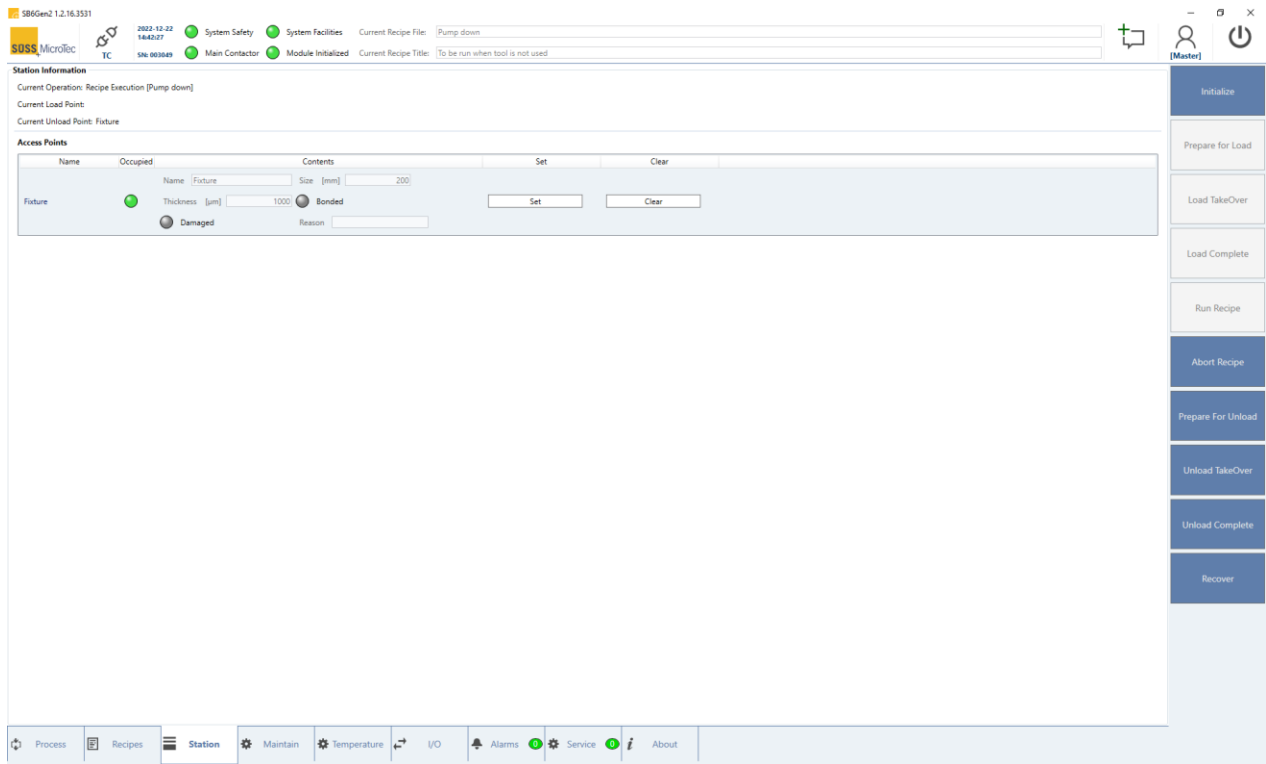 SB6Gen2 1.2.16.3531
SUSS MicroTec
TC
2022-12-22
14:42:27
SN: 003049
System Safety
System Facilities
Current Recipe File: Pump down
Main Contactor
Module Initialized
Current Recipe Title: To be run when tool is not used
[Master]
Station Information
Current Operation: Recipe Execution [Pump down]
Current Load Point:
Current Unload Point: Fixture
Access Points
Name Occupied Contents Set Clear
Name Fixture Size [mm] 200
Fixture Thickness [µm] 1000 Bonded Set Clear
Damaged Reason
Initialize
Prepare for Load
Load TakeOver
Load Complete
Run Recipe
Abort Recipe
Prepare For Unload
Unload TakeOver
Unload Complete
Recover
Process Recipes Station Maintain Temperature I/O Alarms 0 Service 0 i About